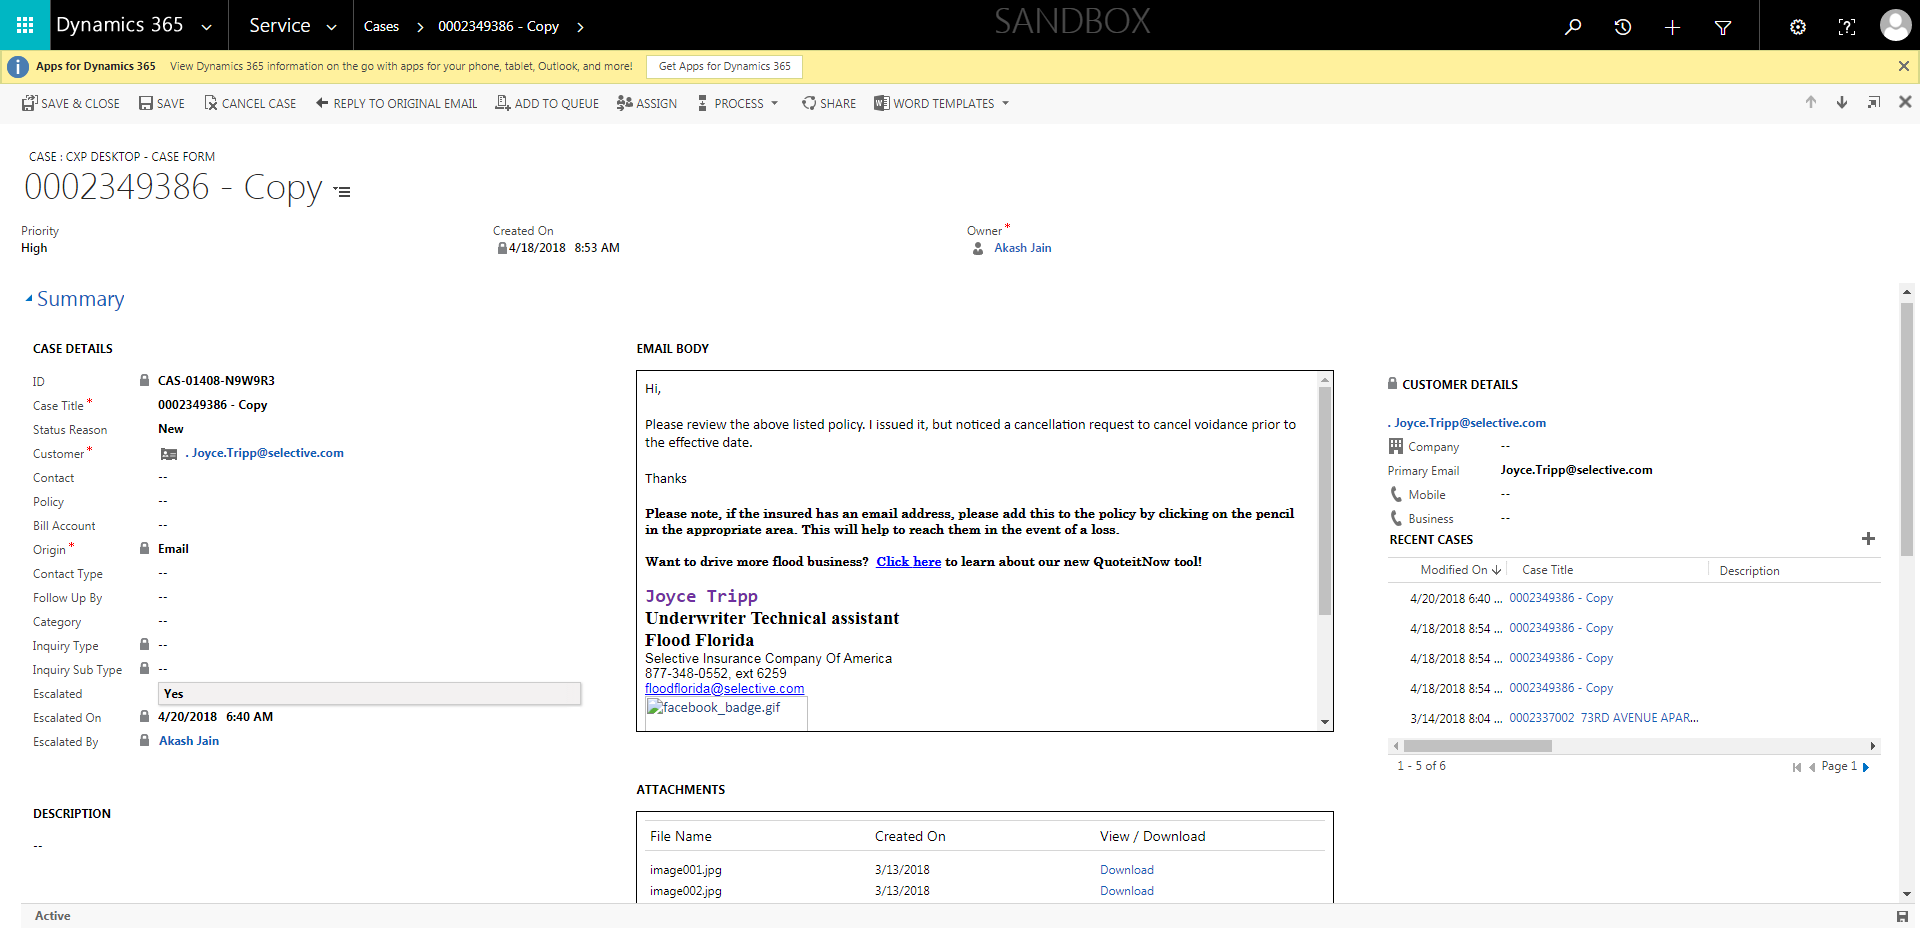 Dynamics 365 Service Cases 0002349386 - Copy SANDBOX
Apps for Dynamics 365 View Dynamics 365 information on the go with apps for your phone, tablet, Outlook, and more! Get Apps for Dynamics 365
SAVE & CLOSE SAVE CANCEL CASE REPLY TO ORIGINAL EMAIL ADD TO QUEUE ASSIGN PROCESS SHARE WORD TEMPLATES
CASE : CXP DESKTOP - CASE FORM
0002349386 - Copy
Priority
High
Created On
4/18/2018 8:53 AM
Owner *
Akash Jain
Summary
CASE DETAILS
ID CAS-01408-N9W9R3
Case Title * 0002349386 - Copy
Status Reason New
Customer * . Joyce.Tripp@selective.com
Contact --
Policy --
Bill Account --
Origin * Email
Contact Type --
Follow Up By --
Category --
Inquiry Type --
Inquiry Sub Type --
Escalated Yes
Escalated On 4/20/2018 6:40 AM
Escalated By Akash Jain
DESCRIPTION
--
EMAIL BODY
Hi,
Please review the above listed policy. I issued it, but noticed a cancellation request to cancel voidance prior to
the effective date.
Thanks
Please note, if the insured has an email address, please add this to the policy by clicking on the pencil
in the appropriate area. This will help to reach them in the event of a loss.
Want to drive more flood business? Click here to learn about our new QuoteitNow tool!
Joyce Tripp
Underwriter Technical assistant
Flood Florida
Selective Insurance Company Of America
877-348-0552, ext 6259
floodflorida@selective.com
facebook_badge.gif
ATTACHMENTS
File Name Created On View / Download
image001.jpg 3/13/2018 Download
image002.jpg 3/13/2018 Download
CUSTOMER DETAILS
. Joyce.Tripp@selective.com
Company --
Primary Email Joyce.Tripp@selective.com
Mobile --
Business --
RECENT CASES
Modified On Case Title Description
4/20/2018 6:40 ... 0002349386 - Copy
4/18/2018 8:54 ... 0002349386 - Copy
4/18/2018 8:54 ... 0002349386 - Copy
4/18/2018 8:54 ... 0002349386 - Copy
3/14/2018 8:04 ... 0002337002 73RD AVENUE APAR...
1 - 5 of 6 Page 1
Active